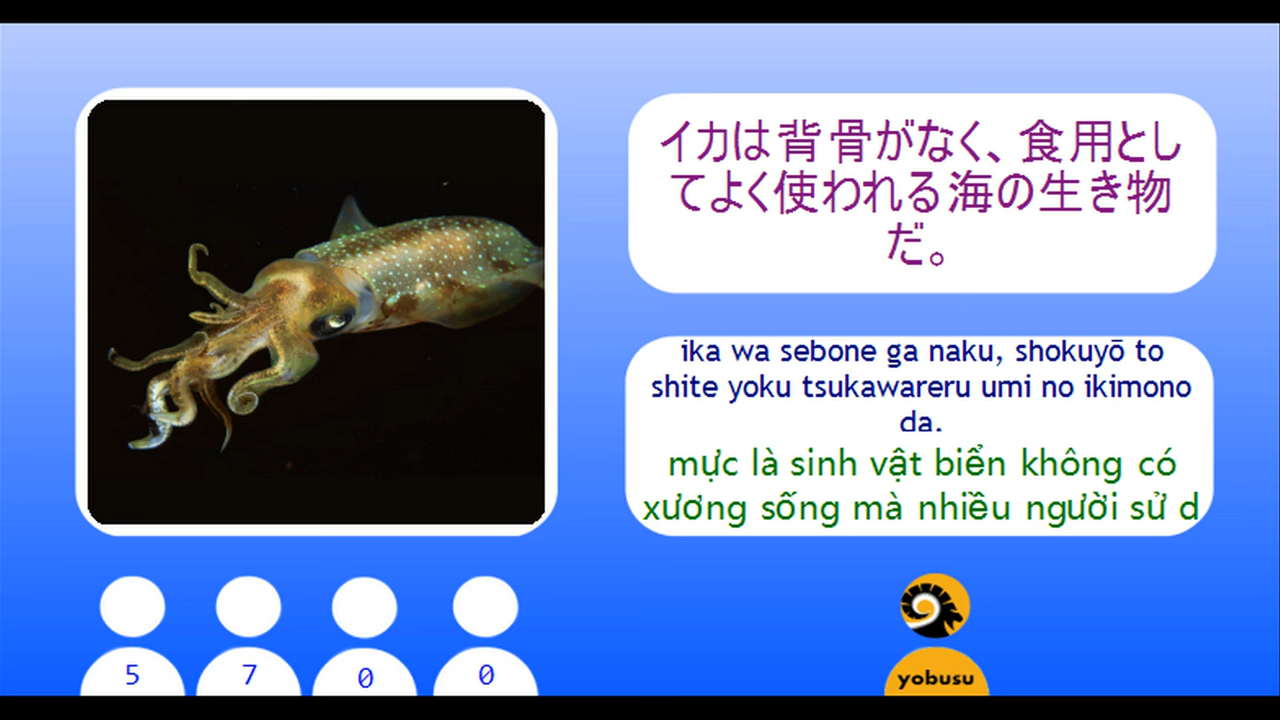 イカは背骨がなく、食用とし
てよく使われる海の生き物
だ。
ika wa sebone ga naku, shokuyō to
shite yoku tsukawareru umi no ikimono
da.
mực là sinh vật biển không có
xương sống mà nhiều người sử d
5 7 0 0
yobusu